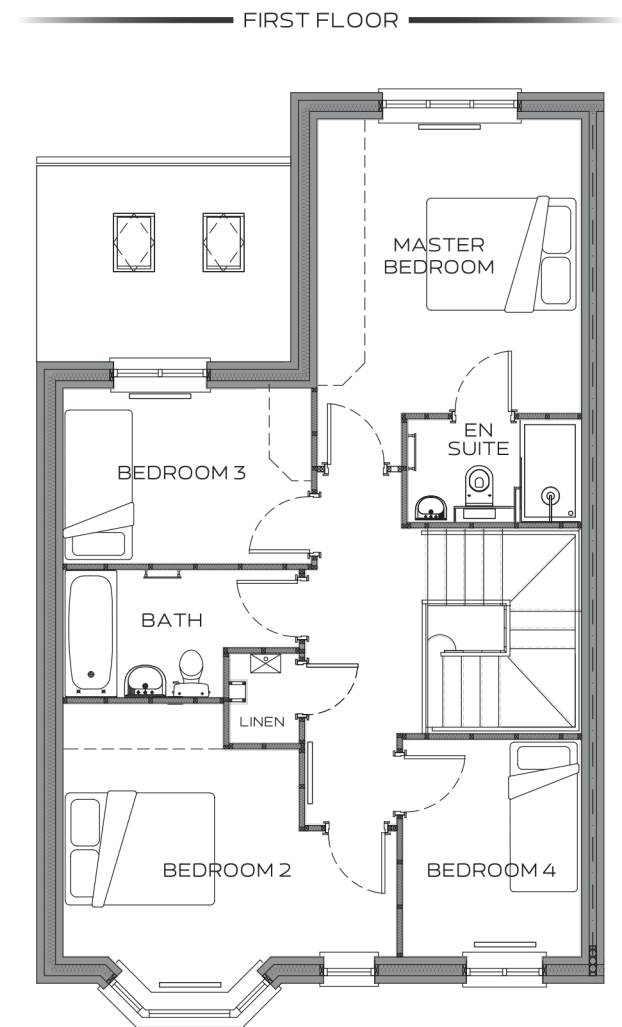 FIRST FLOOR
MASTER
BEDROOM
EN
SUITE
BEDROOM 3
BATH
LINEN
BEDROOM 2
BEDROOM 4